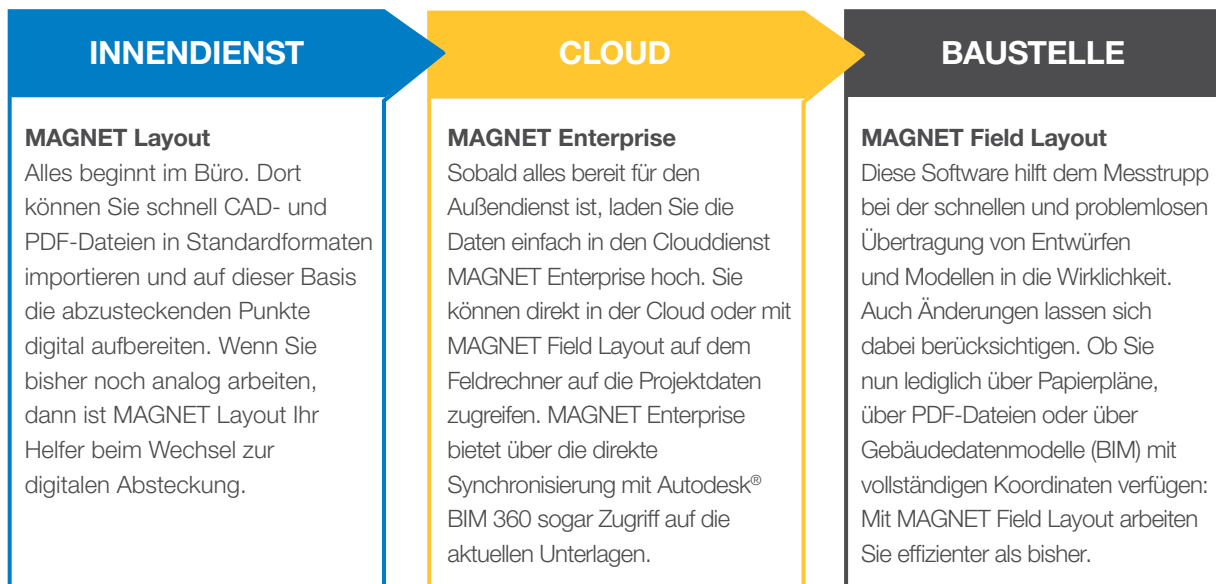 INNENDIENST
MAGNET Layout
Alles beginnt im Büro. Dort
können Sie schnell CAD- und
PDF-Dateien in Standardformaten
importieren und auf dieser Basis
die abzusteckenden Punkte
digital aufbereiten. Wenn Sie
bisher noch analog arbeiten,
dann ist MAGNET Layout Ihr
Helfer beim Wechsel zur
digitalen Absteckung.
CLOUD
MAGNET Enterprise
Sobald alles bereit für den
Außendienst ist, laden Sie die
Daten einfach in den Clouddienst
MAGNET Enterprise hoch. Sie
können direkt in der Cloud oder mit
MAGNET Field Layout auf dem
Feldrechner auf die Projektdaten
zugreifen. MAGNET Enterprise
bietet über die direkte
Synchronisierung mit Autodesk®
BIM 360 sogar Zugriff auf die
aktuellen Unterlagen.
BAUSTELLE
MAGNET Field Layout
Diese Software hilft dem Messtrupp
bei der schnellen und problemlosen
Übertragung von Entwürfen
und Modellen in die Wirklichkeit.
Auch Änderungen lassen sich
dabei berücksichtigen. Ob Sie
nun lediglich über Papierpläne,
über PDF-Dateien oder über
Gebäudedatenmodelle (BIM) mit
vollständigen Koordinaten verfügen:
Mit MAGNET Field Layout arbeiten
Sie effizienter als bisher.